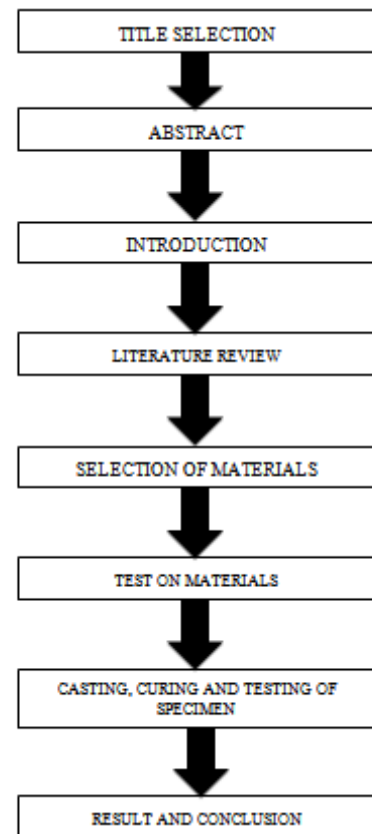 TITLE SELECTION
ABSTRACT
INTRODUCTION
LITERATURE REVIEW
SELECTION OF MATERIALS
TEST ON MATERIALS
CASTING, CURING AND TESTING OF
SPECIMEN
RESULT AND CONCLUSION